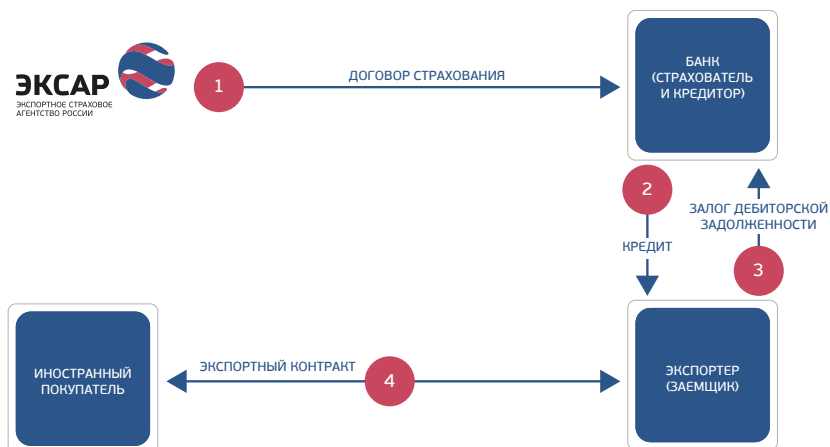 ЭКСАР
ЭКСПОРТНОЕ СТРАХОВОЕ
АГЕНТСТВО РОССИИ
1
ДОГОВОР СТРАХОВАНИЯ
БАНК
(СТРАХОВАТЕЛЬ
И КРЕДИТОР)
2
ЗАЛОГ ДЕБИТОРСКОЙ
ЗАДОЛЖЕННОСТИ
КРЕДИТ
3
ИНОСТРАННЫЙ
ПОКУПАТЕЛЬ
ЭКСПОРТНЫЙ КОНТРАКТ
4
ЭКСПОРТЕР
(ЗАЕМЩИК)